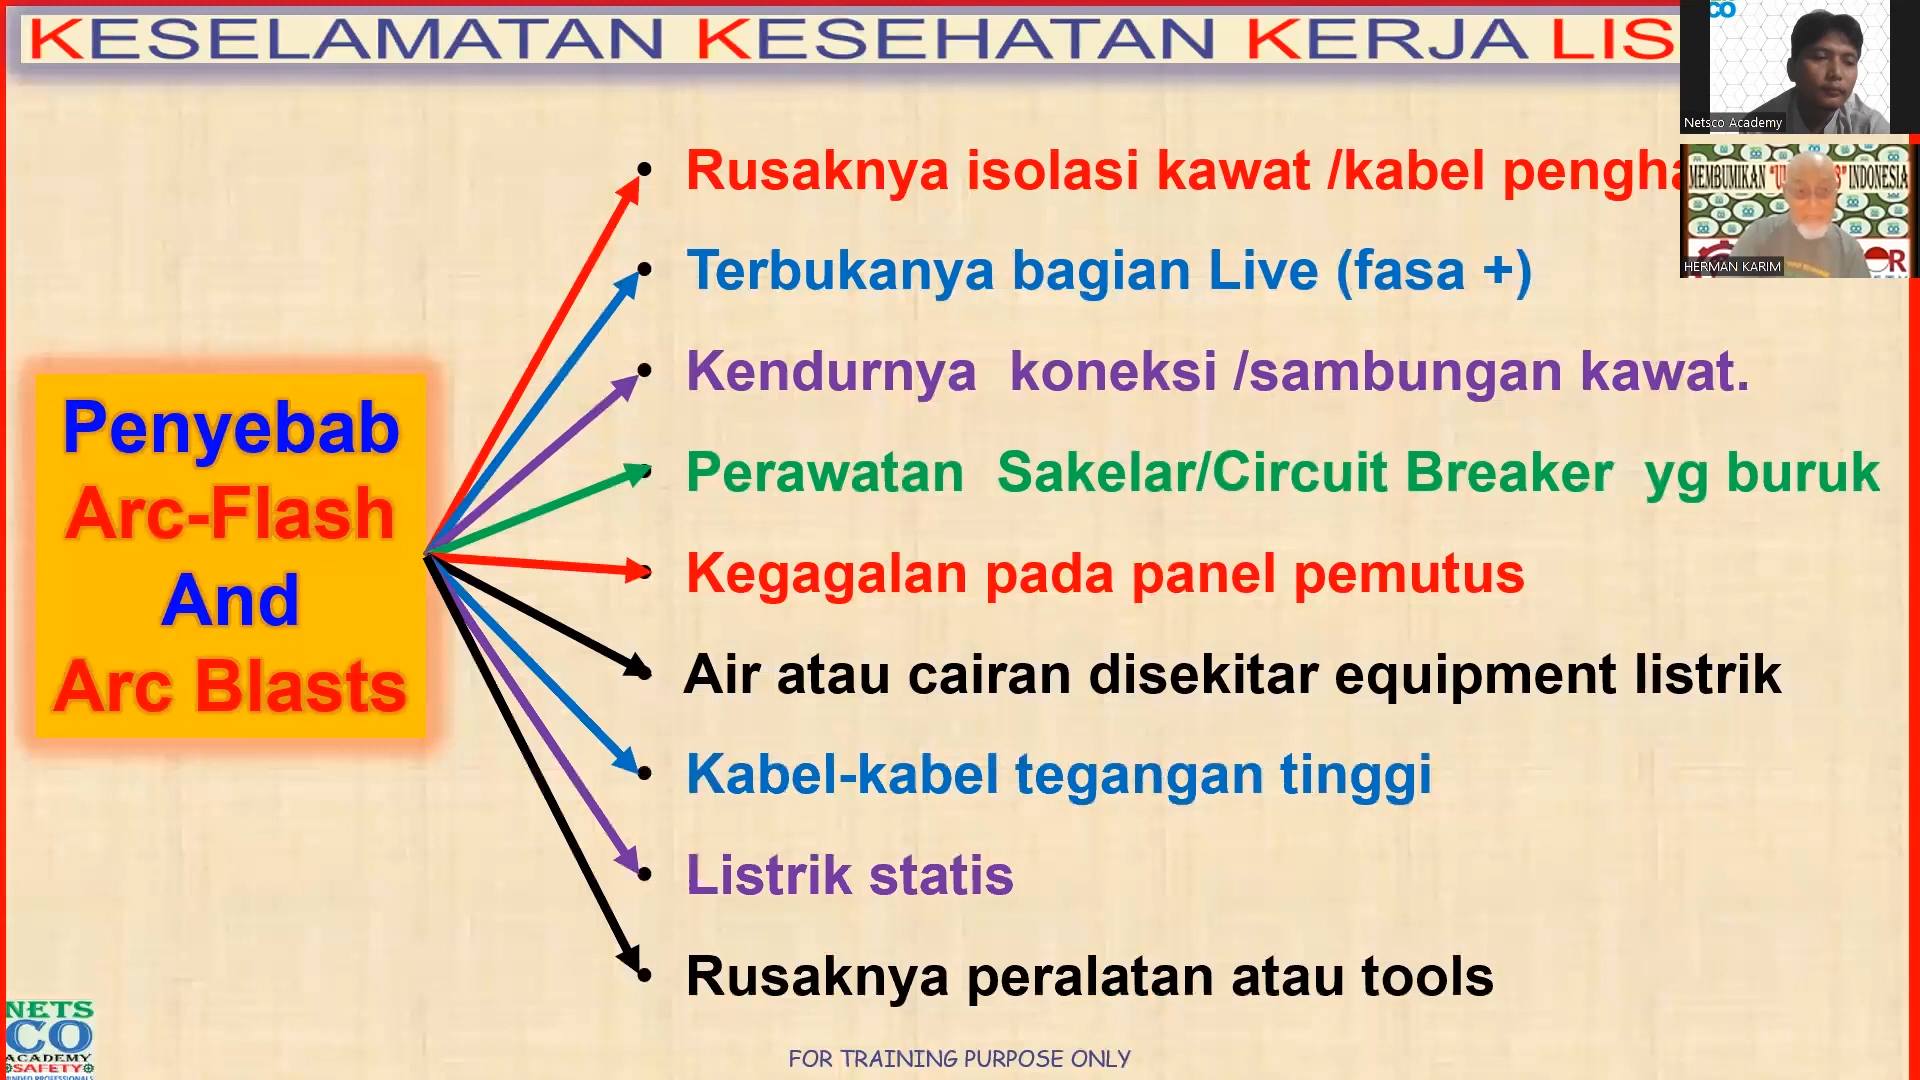 KESELAMATAN KESEHATAN KERJA LIS
CO
Netsco Academy
MEMBUMIKAN INDONESIA
HERMAN KARIM
Penyebab
Arc-Flash
And
Arc Blasts
• Rusaknya isolasi kawat /kabel pengha
• Terbukanya bagian Live (fasa +)
• Kendurnya koneksi /sambungan kawat.
• Perawatan Sakelar/Circuit Breaker yg buruk
• Kegagalan pada panel pemutus
• Air atau cairan disekitar equipment listrik
• Kabel-kabel tegangan tinggi
• Listrik statis
• Rusaknya peralatan atau tools
NETS
CO
ACADEMY
SAFETY
MINDED PROFESSIONALS
FOR TRAINING PURPOSE ONLY